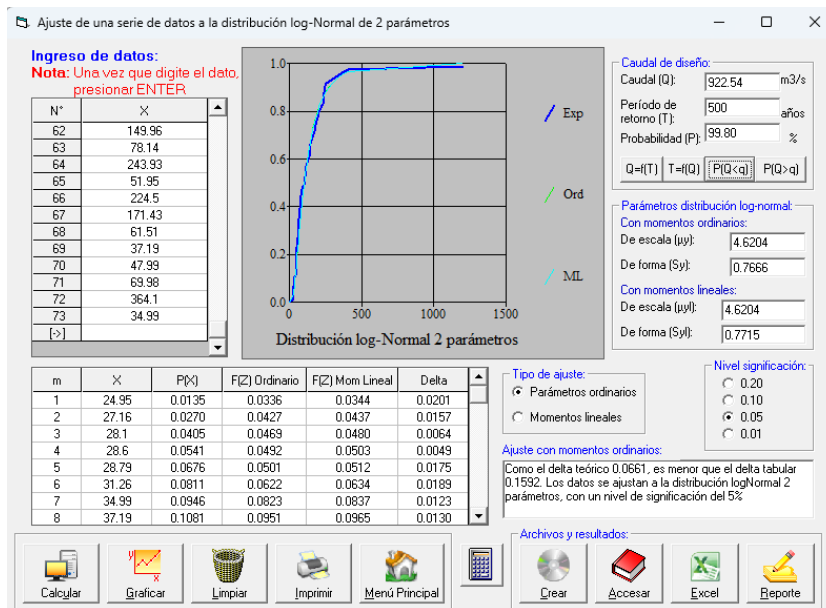 Ajuste de una serie de datos a la distribución log-Normal de 2 parámetros
Ingreso de datos:
Nota: Una vez que digite el dato,
presionar ENTER
N° X
62 149.96
63 78.14
64 243.93
65 51.95
66 224.5
67 171.43
68 61.51
69 37.19
70 47.99
71 69.98
72 364.1
73 34.99
[->]
1.0
0.8
0.6
0.4
0.2
0.0
0 500 1000 1500
Distribución log-Normal 2 parámetros
Exp
Ord
ML
Caudal de diseño:
Caudal (Q): 922.54 m3/s
Período de
retorno (T): 500 años
Probabilidad (P): 99.80 %
Q=f(T) T=f(Q) P(Q<q) P(Q>q)
Parámetros distribución log-normal:
Con momentos ordinarios:
De escala (μy): 4.6204
De forma (Sy): 0.7666
Con momentos lineales:
De escala (μyl): 4.6204
De forma (Syl): 0.7715
m X P(X) F(Z) Ordinario F(Z) Mom Lineal Delta
1 24.95 0.0135 0.0336 0.0344 0.0201
2 27.16 0.0270 0.0427 0.0437 0.0157
3 28.1 0.0405 0.0469 0.0480 0.0064
4 28.6 0.0541 0.0492 0.0503 0.0049
5 28.79 0.0676 0.0501 0.0512 0.0175
6 31.26 0.0811 0.0622 0.0634 0.0189
7 34.99 0.0946 0.0823 0.0837 0.0123
8 37.19 0.1081 0.0951 0.0965 0.0130
Tipo de ajuste:
Parámetros ordinarios
Momentos lineales
Nivel significación:
0.20
0.10
0.05
0.01
Ajuste con momentos ordinarios:
Como el delta teórico 0.0661, es menor que el delta tabular
0.1592. Los datos se ajustan a la distribución logNormal 2
parámetros, con un nivel de significación del 5%
Calcular
Graficar
Limpiar
Imprimir
Menú Principal
Archivos y resultados:
Crear
Accesar
Excel
Reporte